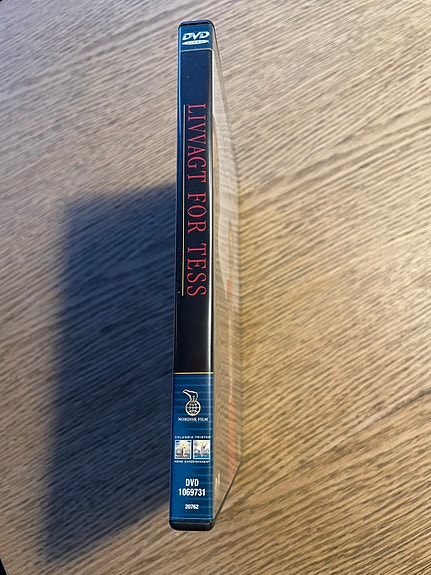 DVD
LIVVAGT FOR TESS
NORDISK FILM
COLUMBIA TRISTAR
HOME ENTERTAINMENT
DVD
1069731
20762